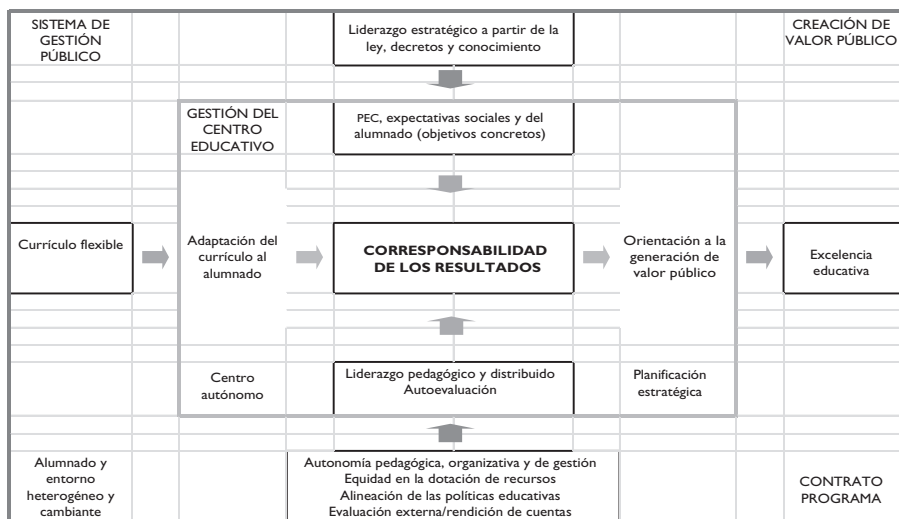 SISTEMA DE
GESTIÓN
PÚBLICO
Liderazgo estratégico a partir de la
ley, decretos y conocimiento
CREACIÓN DE
VALOR PÚBLICO
GESTIÓN DEL
CENTRO
EDUCATIVO
PEC, expectativas sociales y del
alumnado (objetivos concretos)
Currículo flexible
Adaptación del
currículo al
alumnado
CORRESPONSABILIDAD
DE LOS RESULTADOS
Orientación a la
generación de
valor público
Excelencia
educativa
Centro
autónomo
Liderazgo pedagógico y distribuido
Autoevaluación
Planificación
estratégica
Alumnado y
entorno
heterogéneo y
cambiante
Autonomía pedagógica, organizativa y de gestión
Equidad en la dotación de recursos
Alineación de las políticas educativas
Evaluación externa/rendición de cuentas
CONTRATO
PROGRAMA